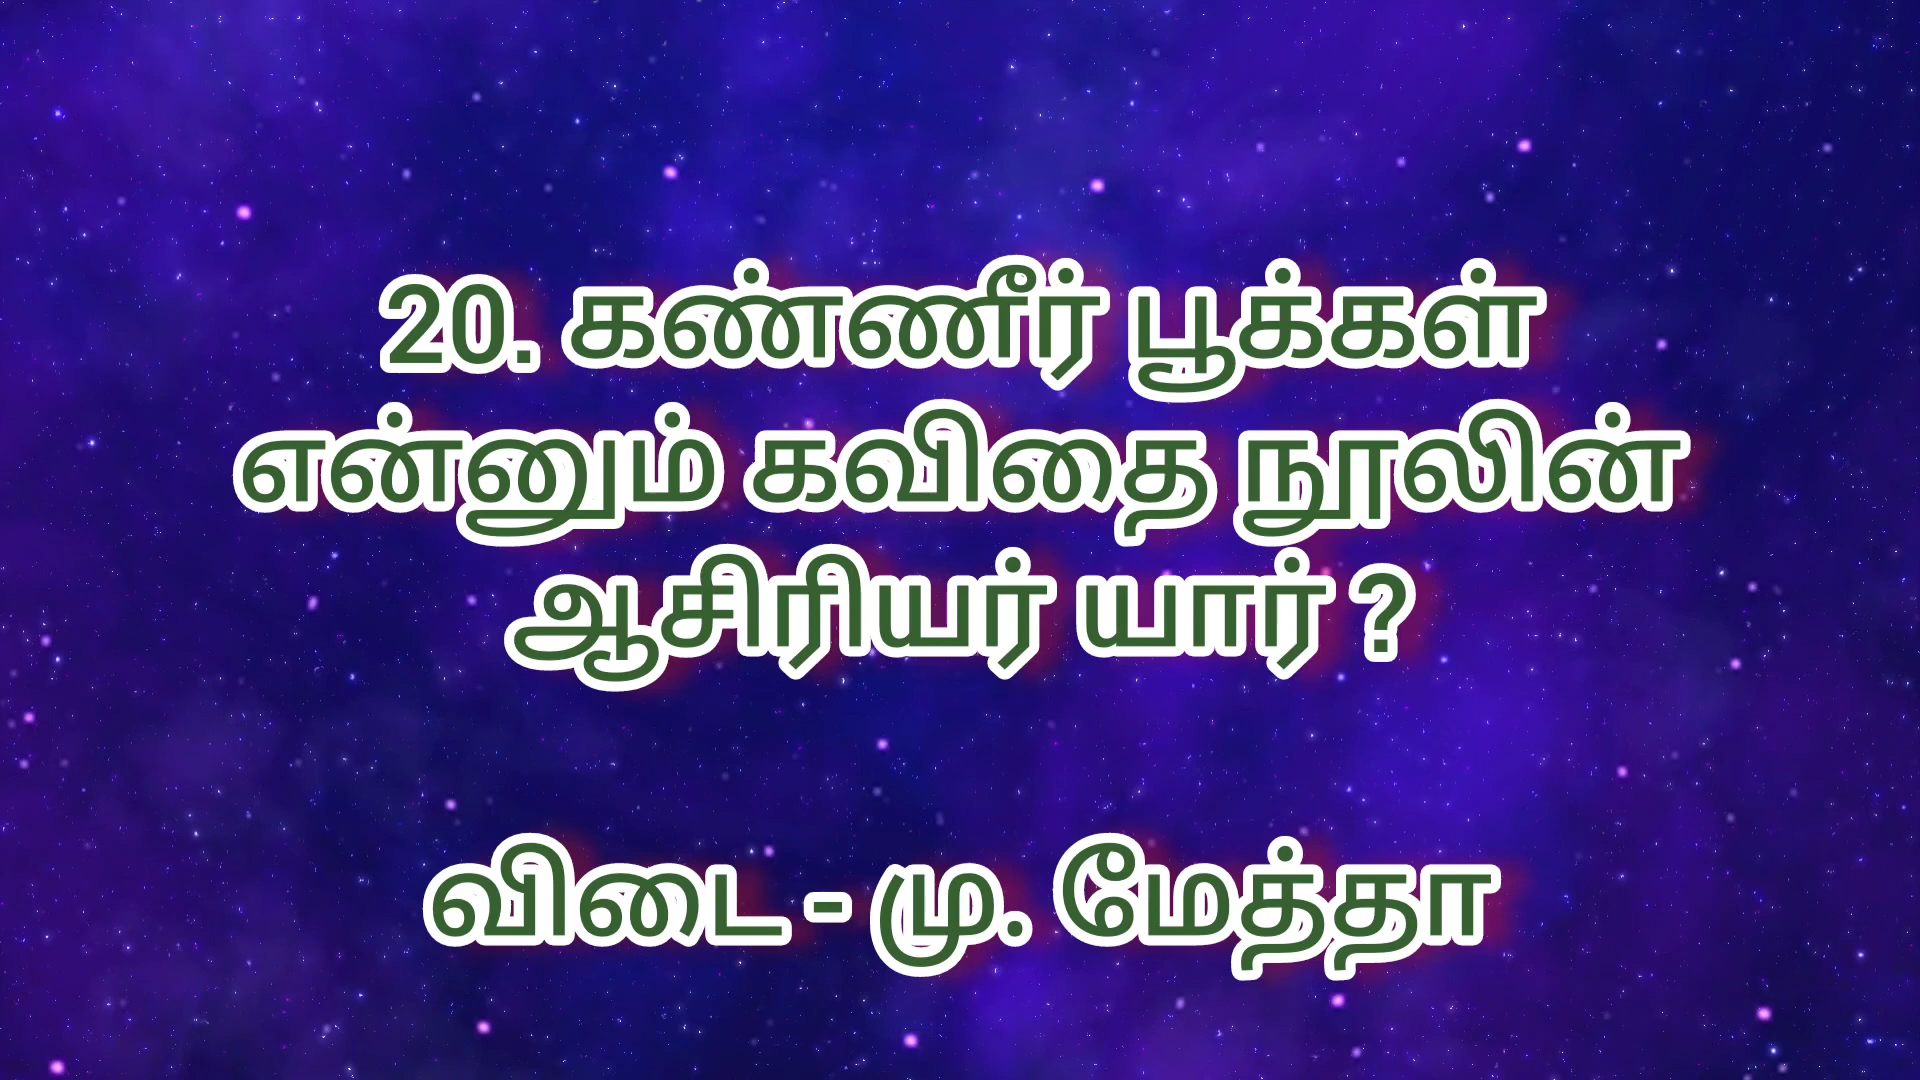 20. கண்ணீர் பூக்கள்
என்னும் கவிதை நூலின்
ஆசிரியர் யார் ?
விடை - மு. மேத்தா